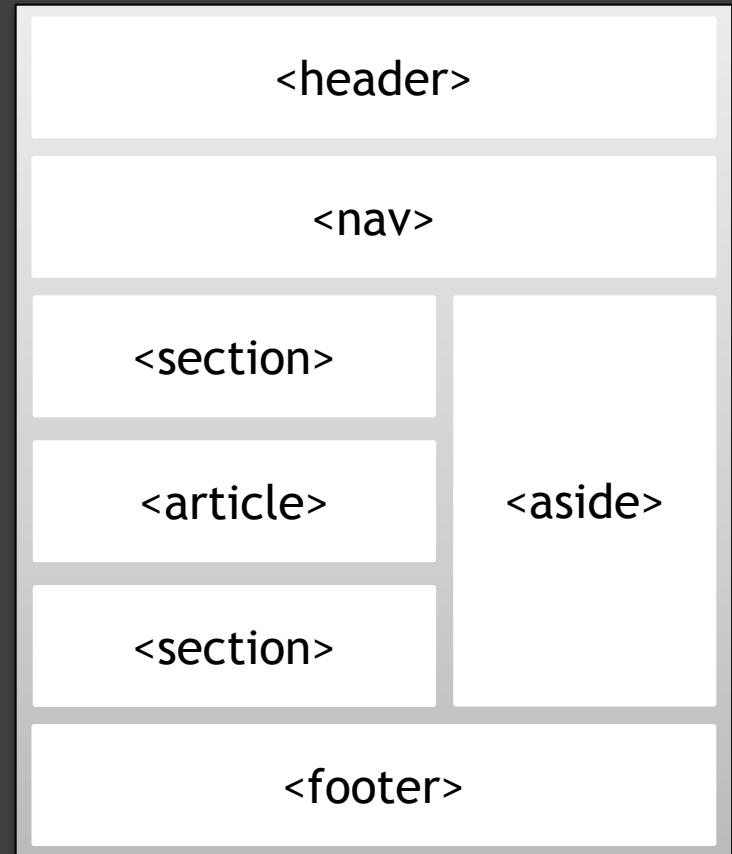 <header>
<nav>
<section>
<article>
<aside>
<section>
<footer>